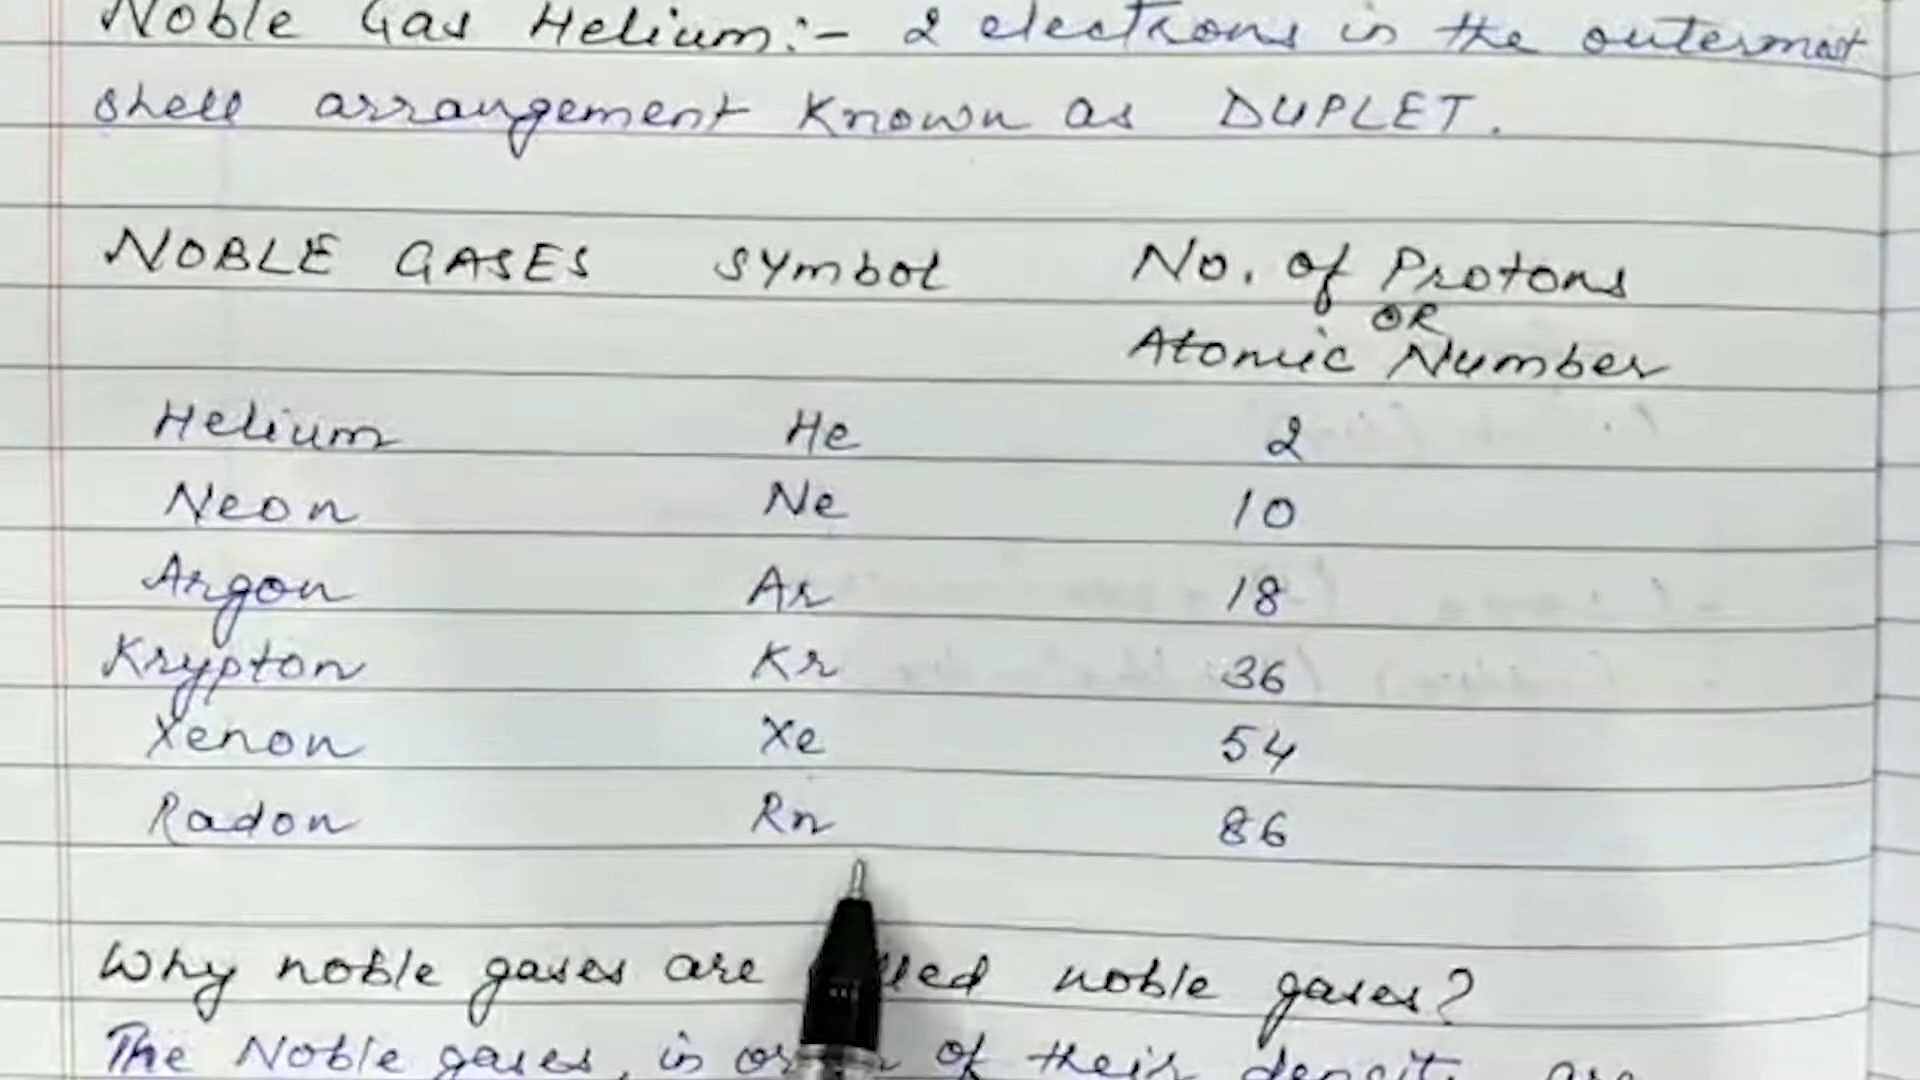 Noble Gas Helium:- 2 electrons in the outermost
shell arrangement known as DUPLET.
NOBLE GASES Symbol No. of Protons
OR
Atomic Number
Helium He 2
Neon Ne 10
Argon Ar 18
Krypton Kr 36
Xenon Xe 54
Radon Rn 86
Why noble gases are noble gases?
The Noble gases, in of their density are